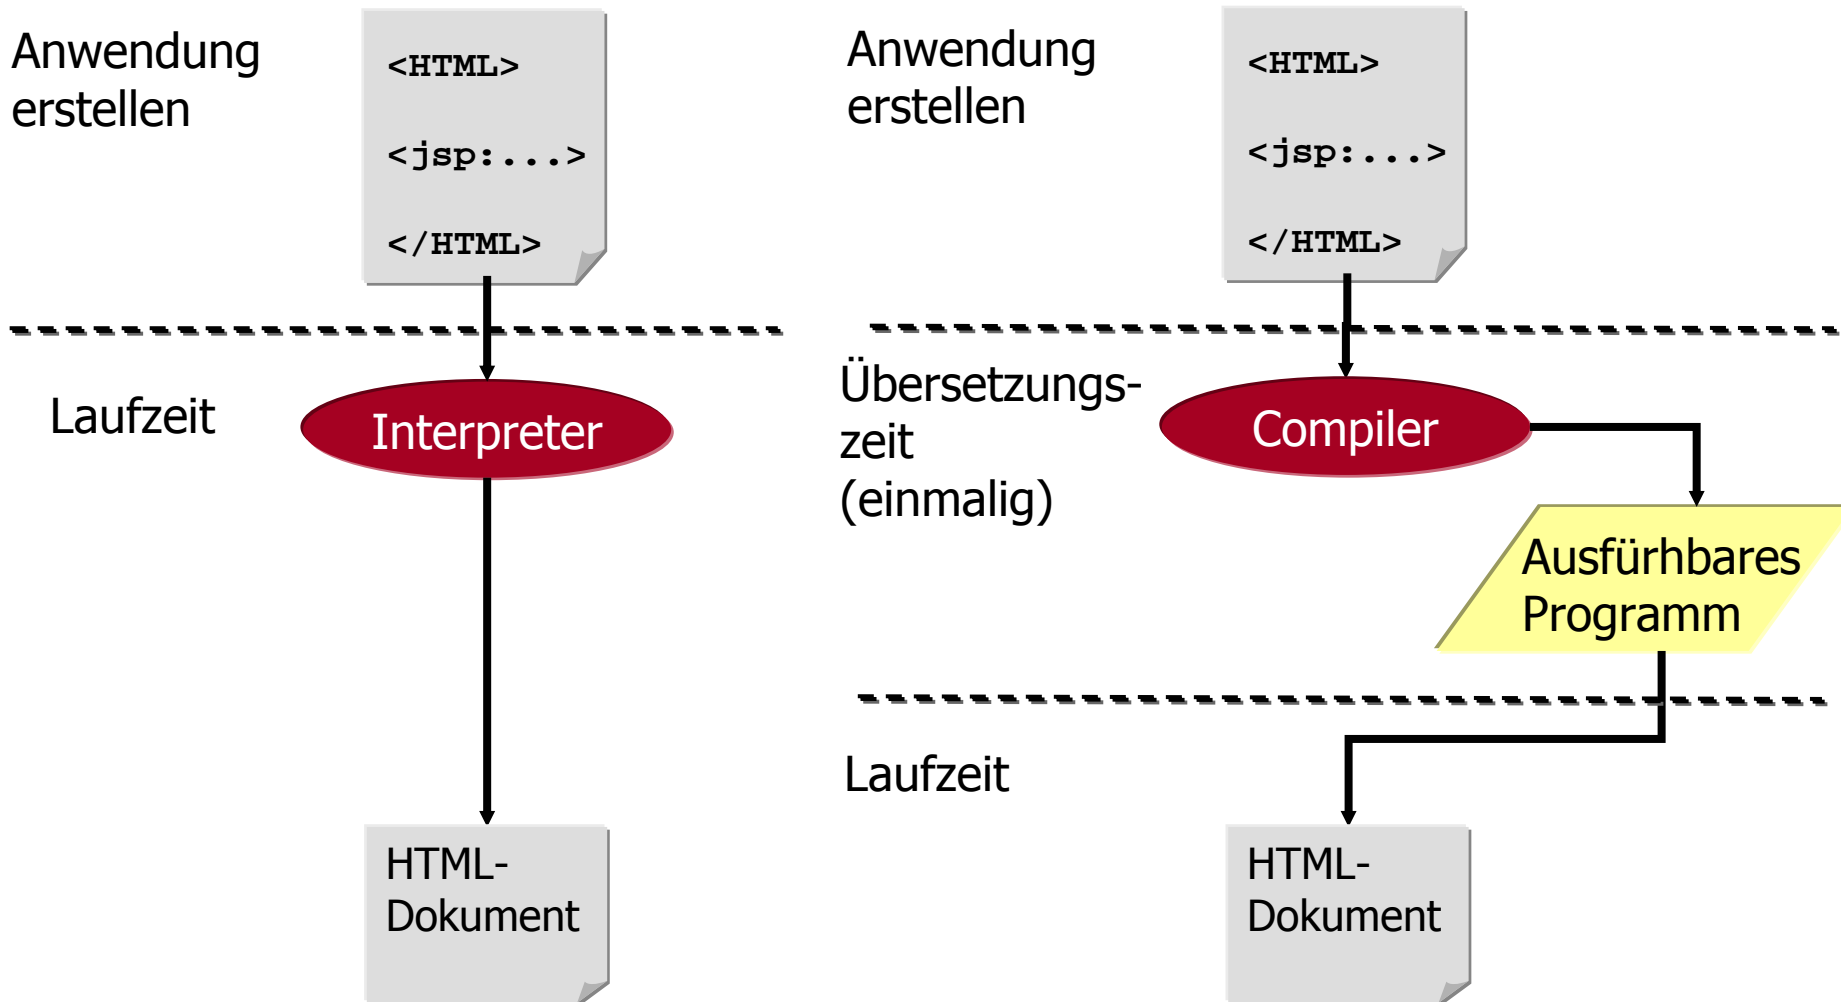 Anwendung
erstellen
<HTML>
<jsp:...>
</HTML>
Laufzeit
Interpreter
HTML-
Dokument
Anwendung
erstellen
<HTML>
<jsp:...>
</HTML>
Übersetzungs-
zeit
(einmalig)
Compiler
Ausfürhbares
Programm
Laufzeit
HTML-
Dokument